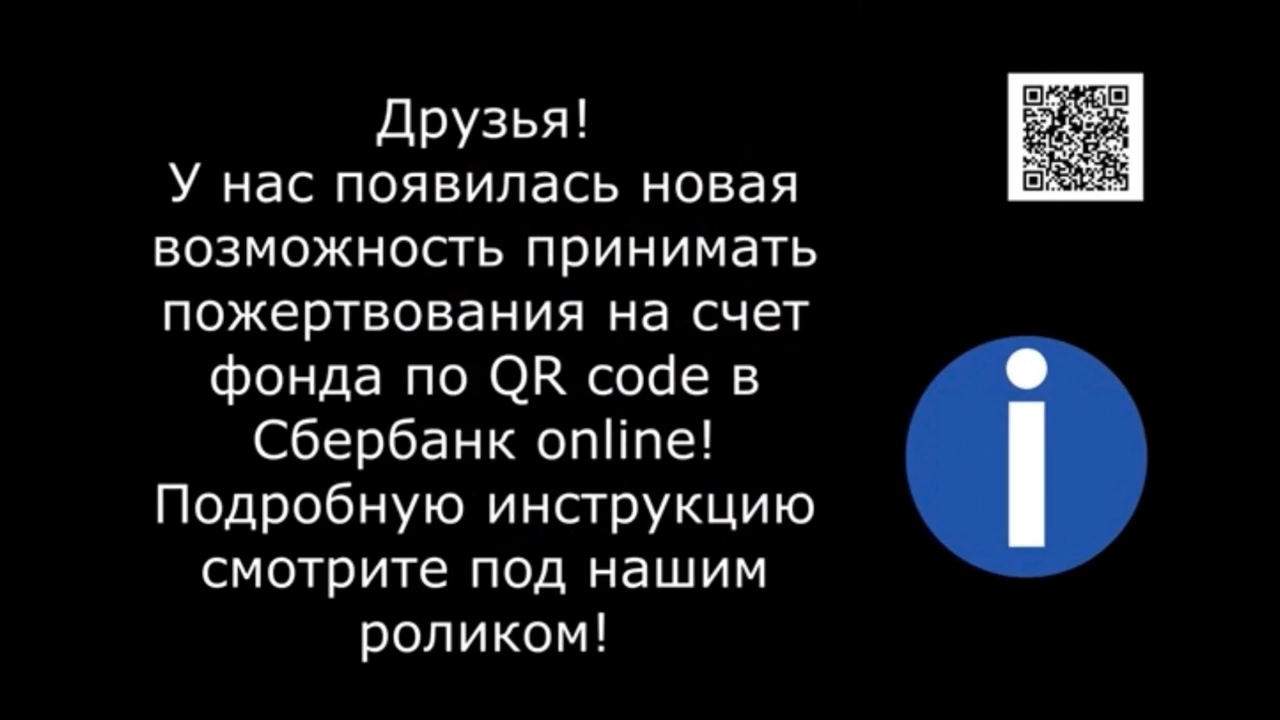 Друзья!
У нас появилась новая
возможность принимать
пожертвования на счет
фонда по QR code в
Сбербанк online!
Подробную инструкцию
смотрите под нашим
роликом!